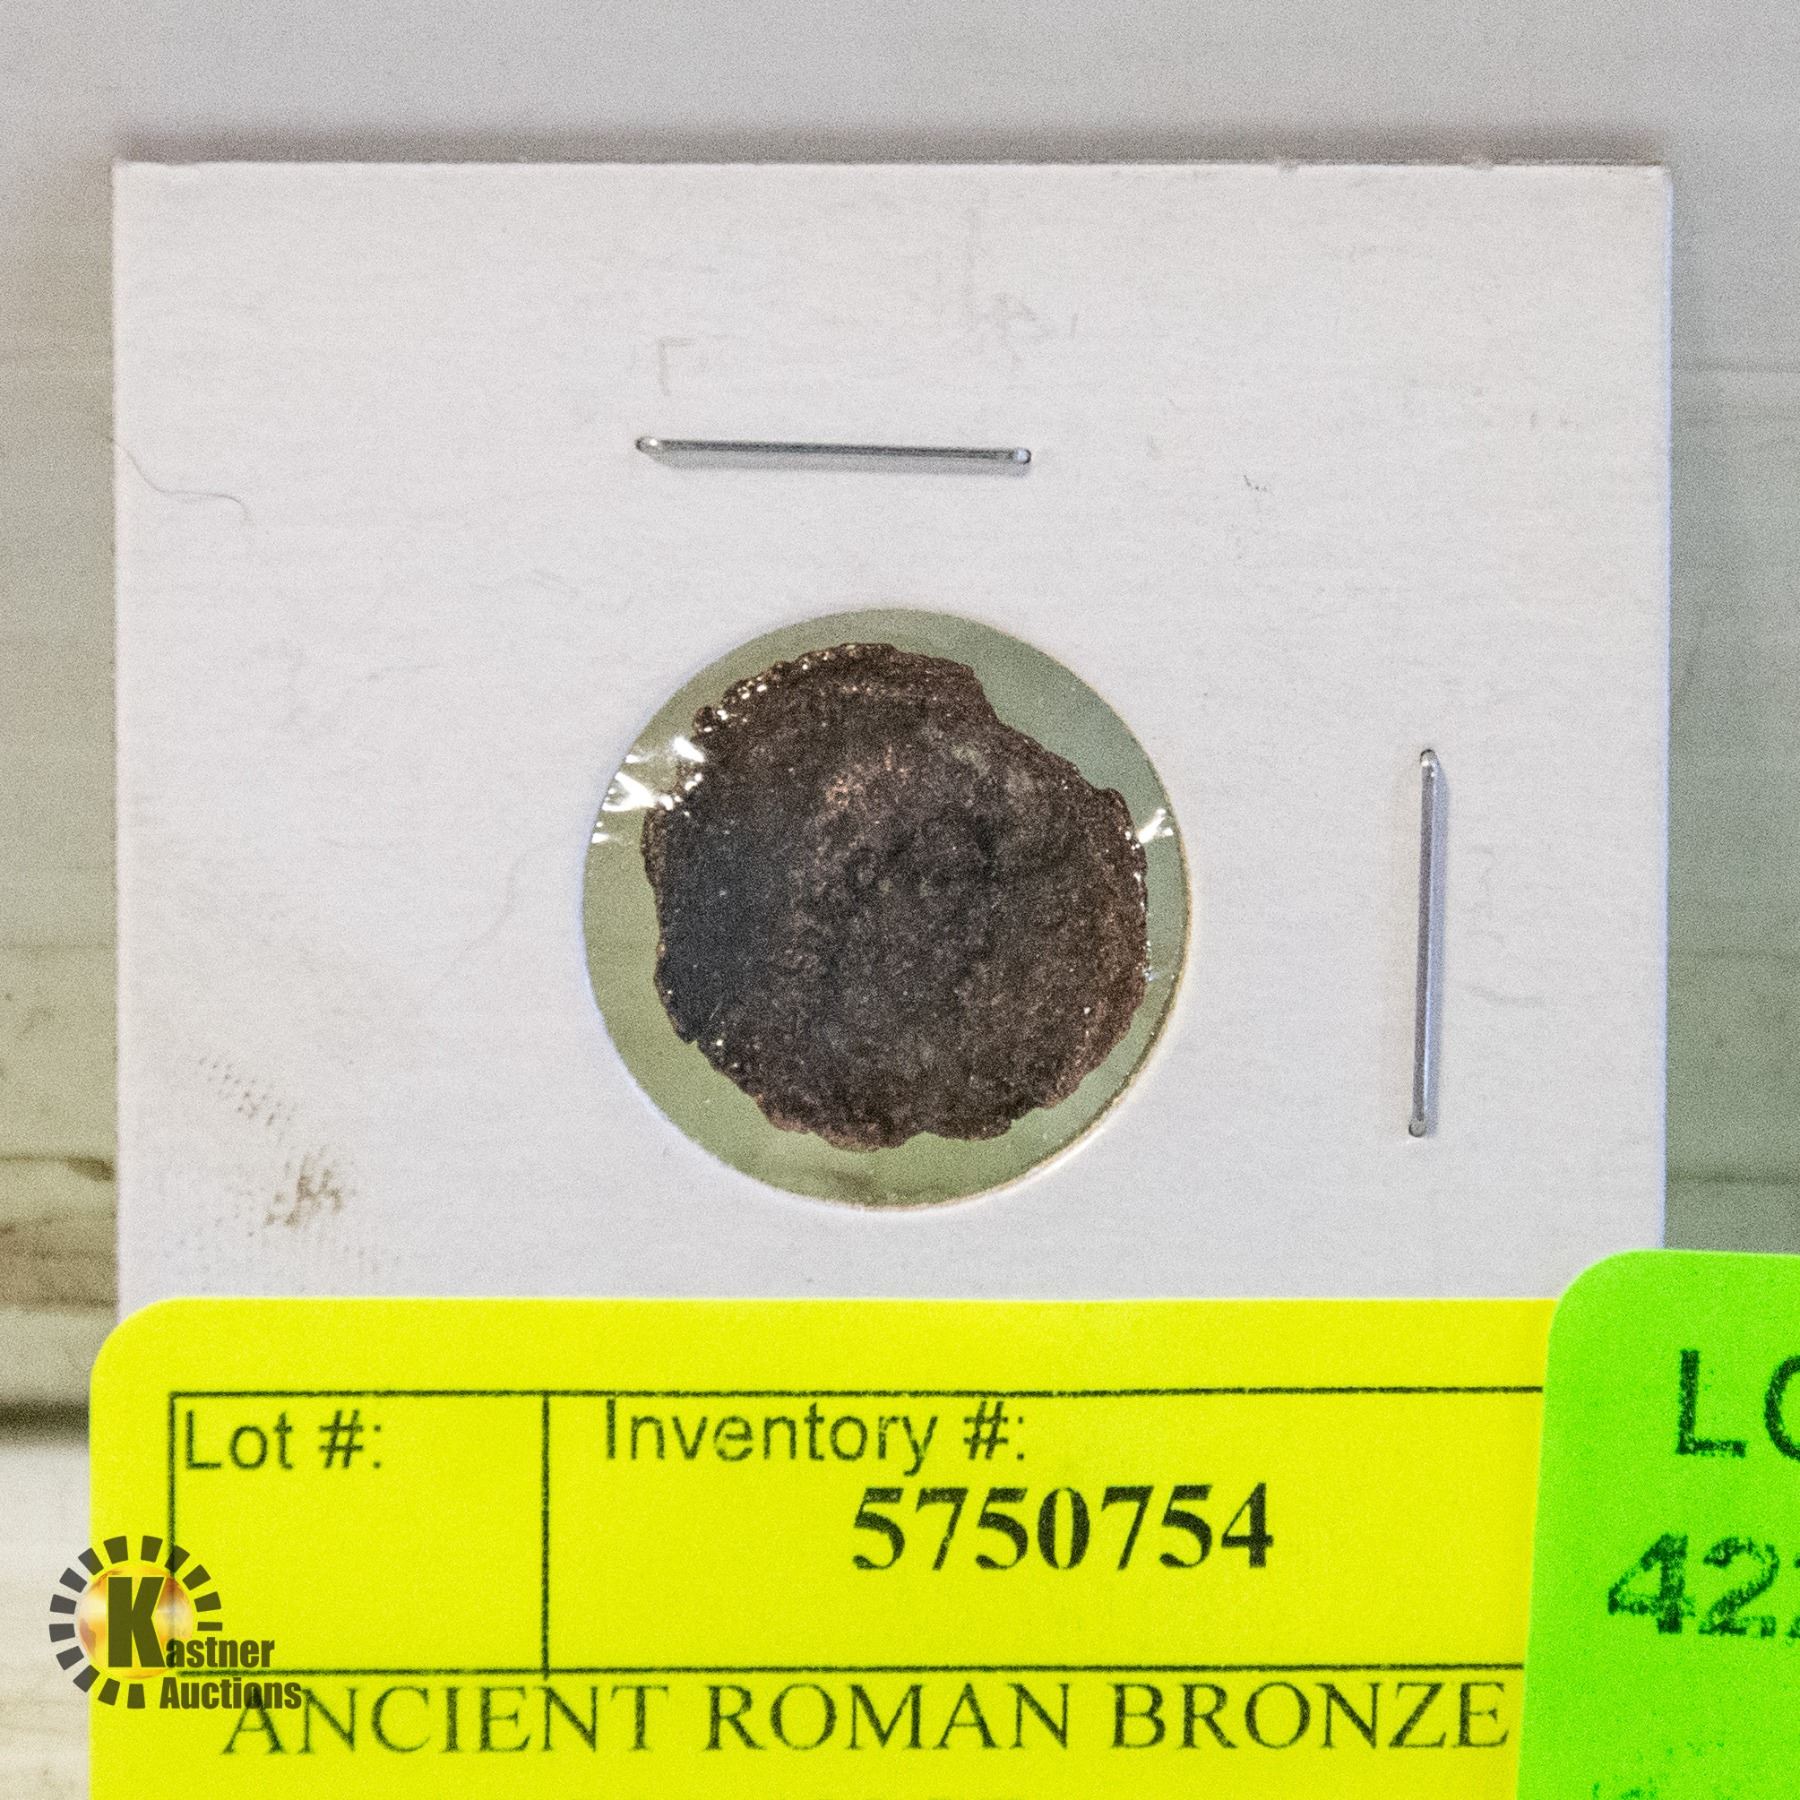 Lot #:
Inventory #:
5750754
LO
42
Kastner
Auctions
ANCIENT ROMAN BRONZE